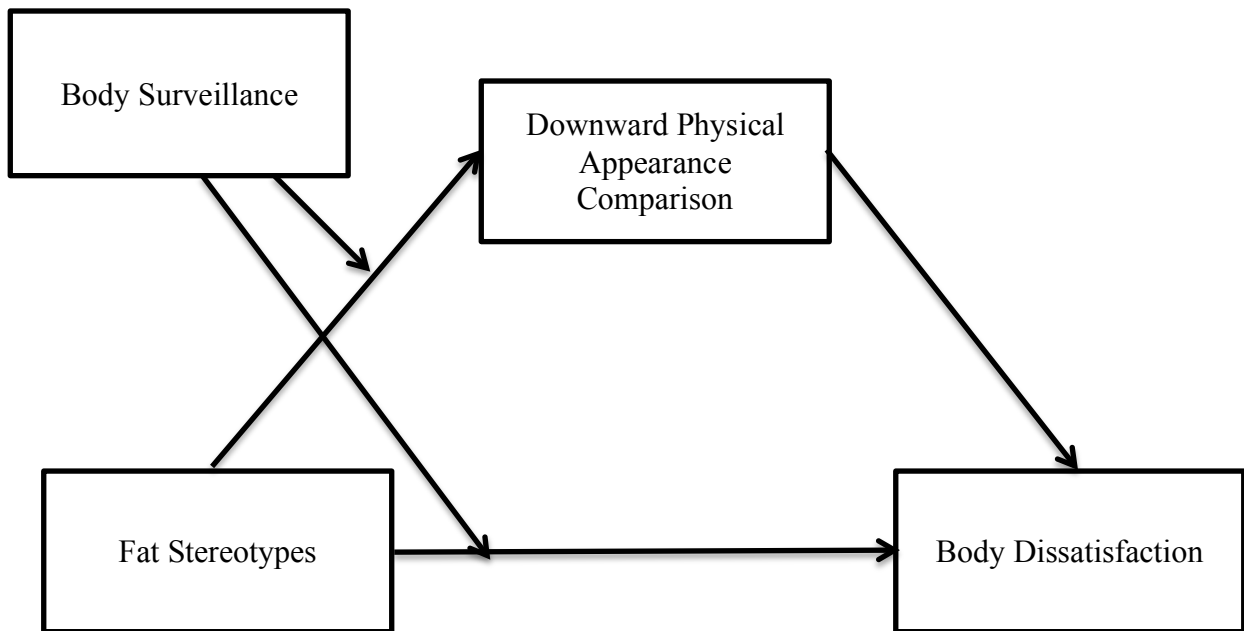 Body Surveillance
Downward Physical
Appearance
Comparison
Fat Stereotypes
Body Dissatisfaction